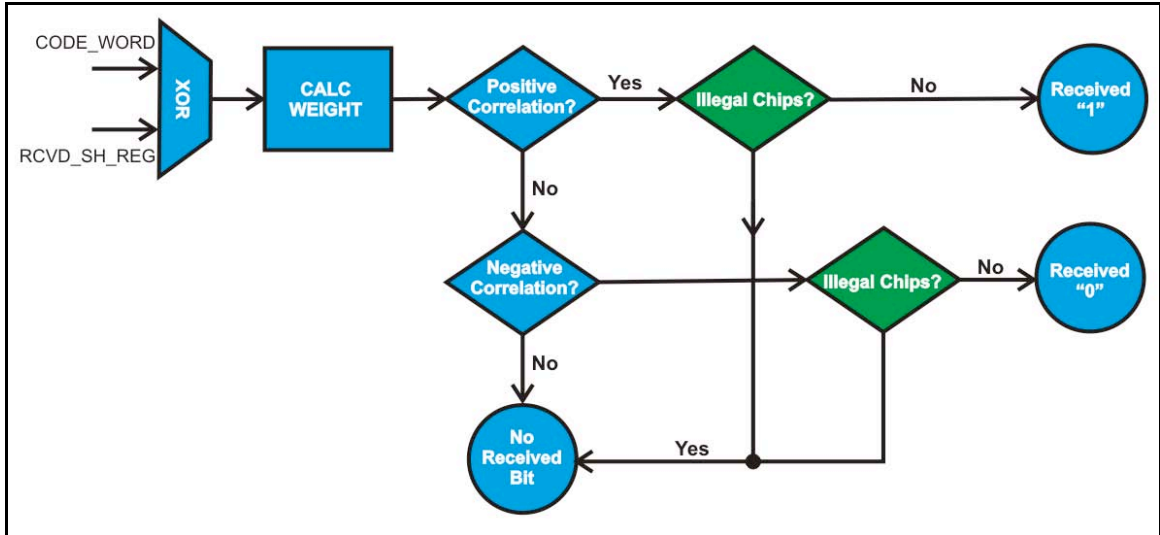 CODE_WORD
RCVD_SH_REG
XOR
CALC
WEIGHT
Positive
Correlation?
Yes
Illegal Chips?
No
Received
“1”
No
Negative
Correlation?
Illegal Chips?
No
Received
“0”
No
No
Received
Bit
Yes